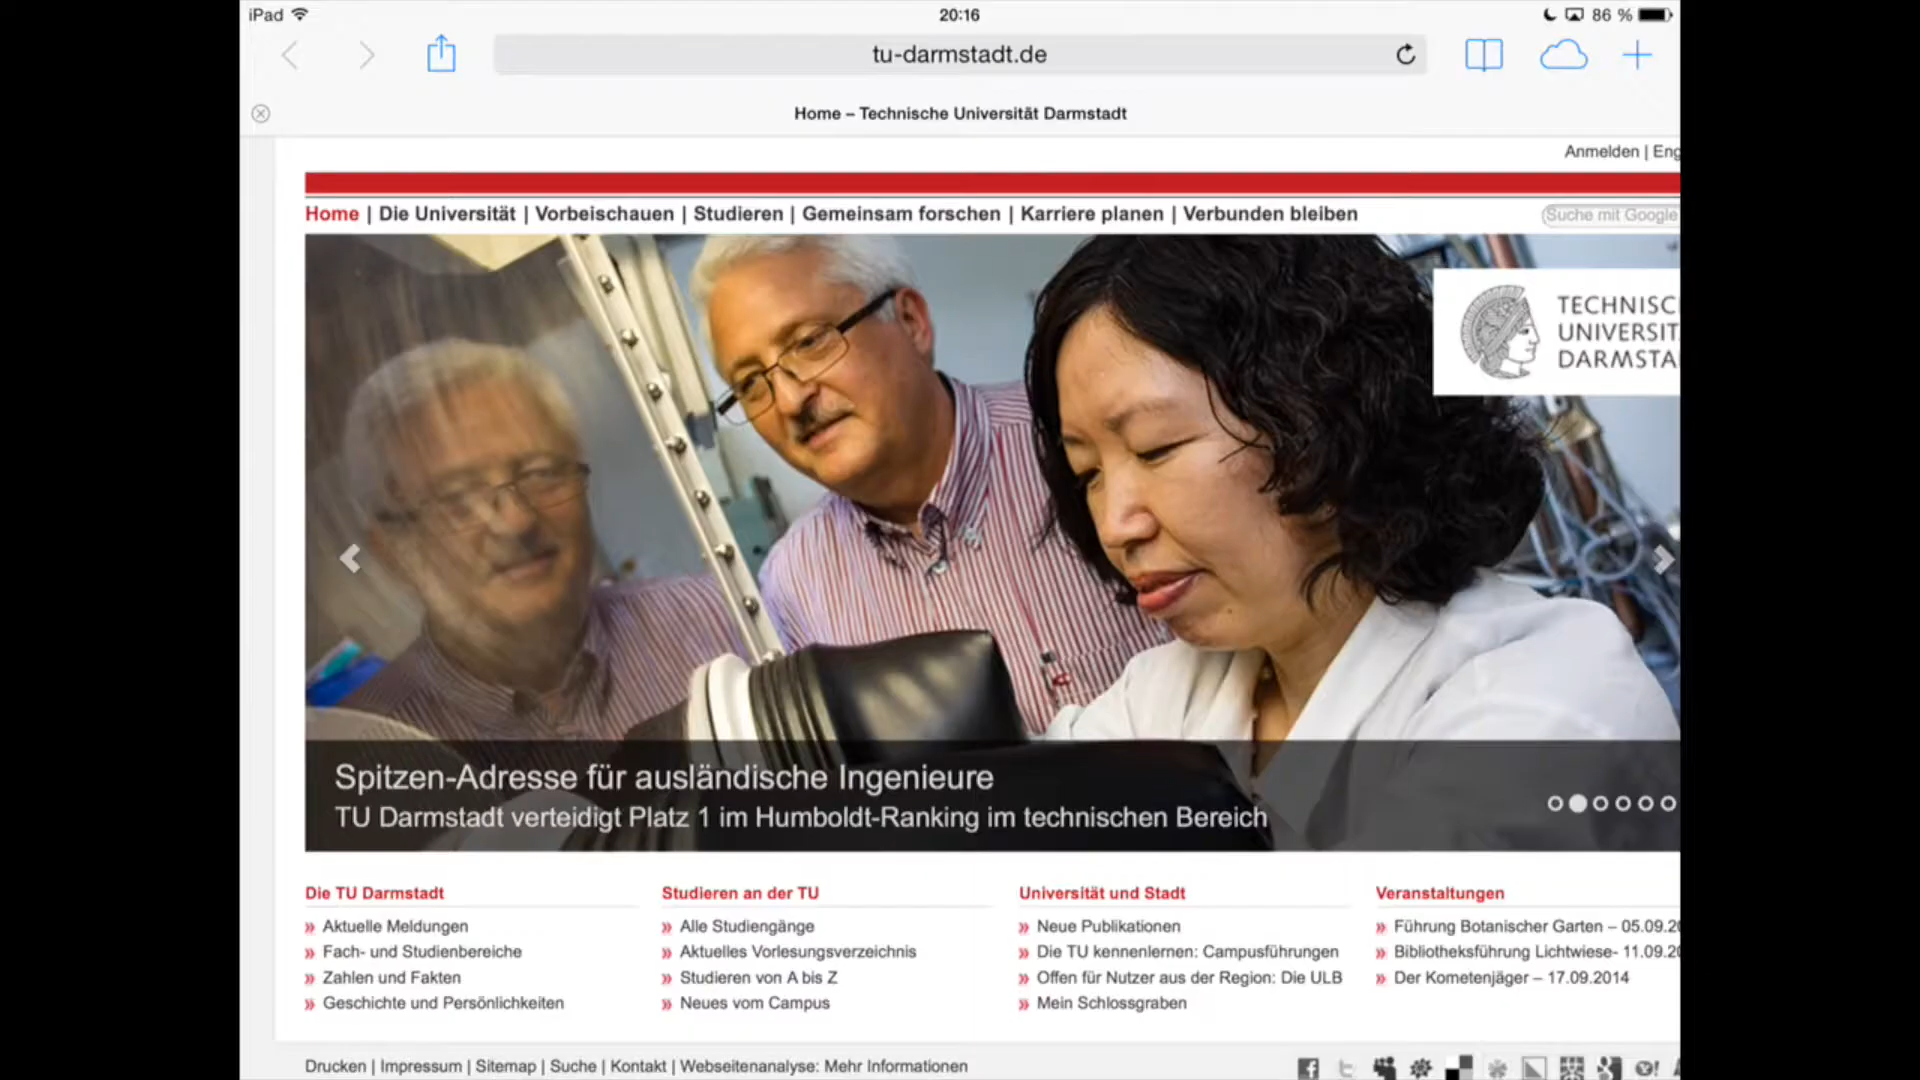 iPad
20:16
86 %
tu-darmstadt.de
Home – Technische Universität Darmstadt
Anmelden | Eng
Home | Die Universität | Vorbeischauen | Studieren | Gemeinsam forschen | Karriere planen | Verbunden bleiben
Suche mit Google
TECHNISC
UNIVERSIT
DARMSTA
Spitzen-Adresse für ausländische Ingenieure
TU Darmstadt verteidigt Platz 1 im Humboldt-Ranking im technischen Bereich
Die TU Darmstadt
» Aktuelle Meldungen
» Fach- und Studienbereiche
» Zahlen und Fakten
» Geschichte und Persönlichkeiten
Studieren an der TU
» Alle Studiengänge
» Aktuelles Vorlesungsverzeichnis
» Studieren von A bis Z
» Neues vom Campus
Universität und Stadt
» Neue Publikationen
» Die TU kennenlernen: Campusführungen
» Offen für Nutzer aus der Region: Die ULB
» Mein Schlossgraben
Veranstaltungen
» Führung Botanischer Garten – 05.09.20
» Bibliotheksführung Lichtwiese- 11.09.20
» Der Kometenjäger – 17.09.2014
Drucken | Impressum | Sitemap | Suche | Kontakt | Webseitenanalyse: Mehr Informationen